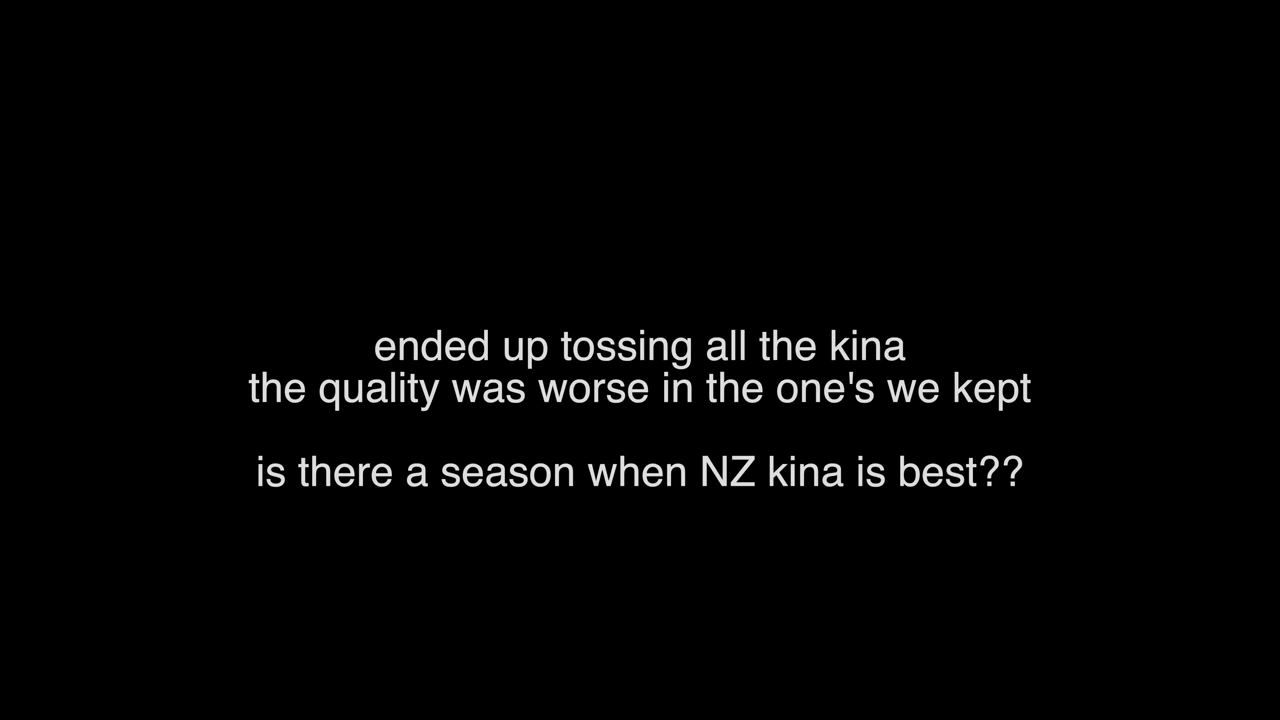 ended up tossing all the kina
the quality was worse in the one's we kept
is there a season when NZ kina is best??